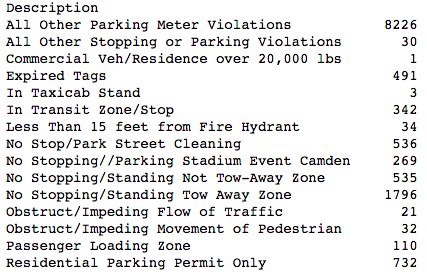 Description
All Other Parking Meter Violations 8226
All Other Stopping or Parking Violations 30
Commercial Veh/Residence over 20,000 lbs 1
Expired Tags 491
In Taxicab Stand 3
In Transit Zone/Stop 342
Less Than 15 feet from Fire Hydrant 34
No Stop/Park Street Cleaning 536
No Stopping//Parking Stadium Event Camden 269
No Stopping/Standing Not Tow-Away Zone 535
No Stopping/Standing Tow Away Zone 1796
Obstruct/Impeding Flow of Traffic 21
Obstruct/Impeding Movement of Pedestrian 32
Passenger Loading Zone 110
Residential Parking Permit Only 732